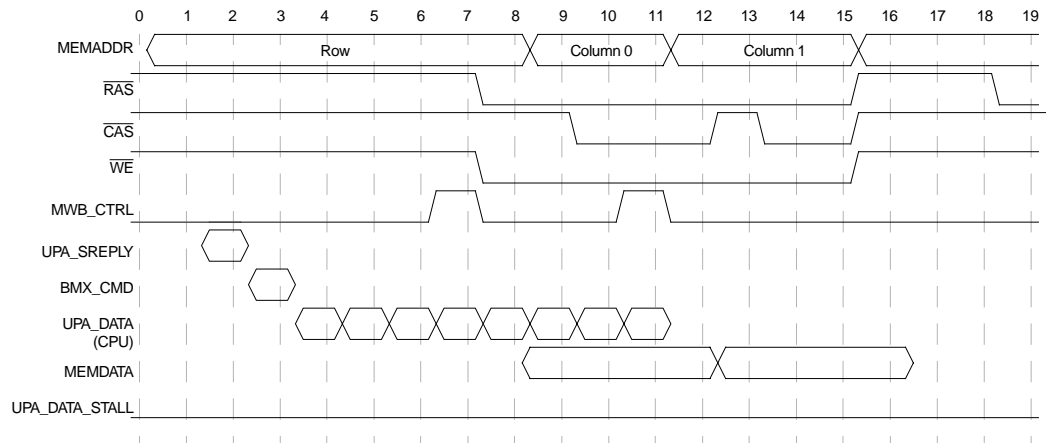 0 1 2 3 4 5 6 7 8 9 10 11 12 13 14 15 16 17 18 19
MEMADDR Row Column 0 Column 1
RAS
CAS
WE
MWB_CTRL
UPA_SREPLY
BMX_CMD
UPA_DATA
(CPU)
MEMDATA
UPA_DATA_STALL